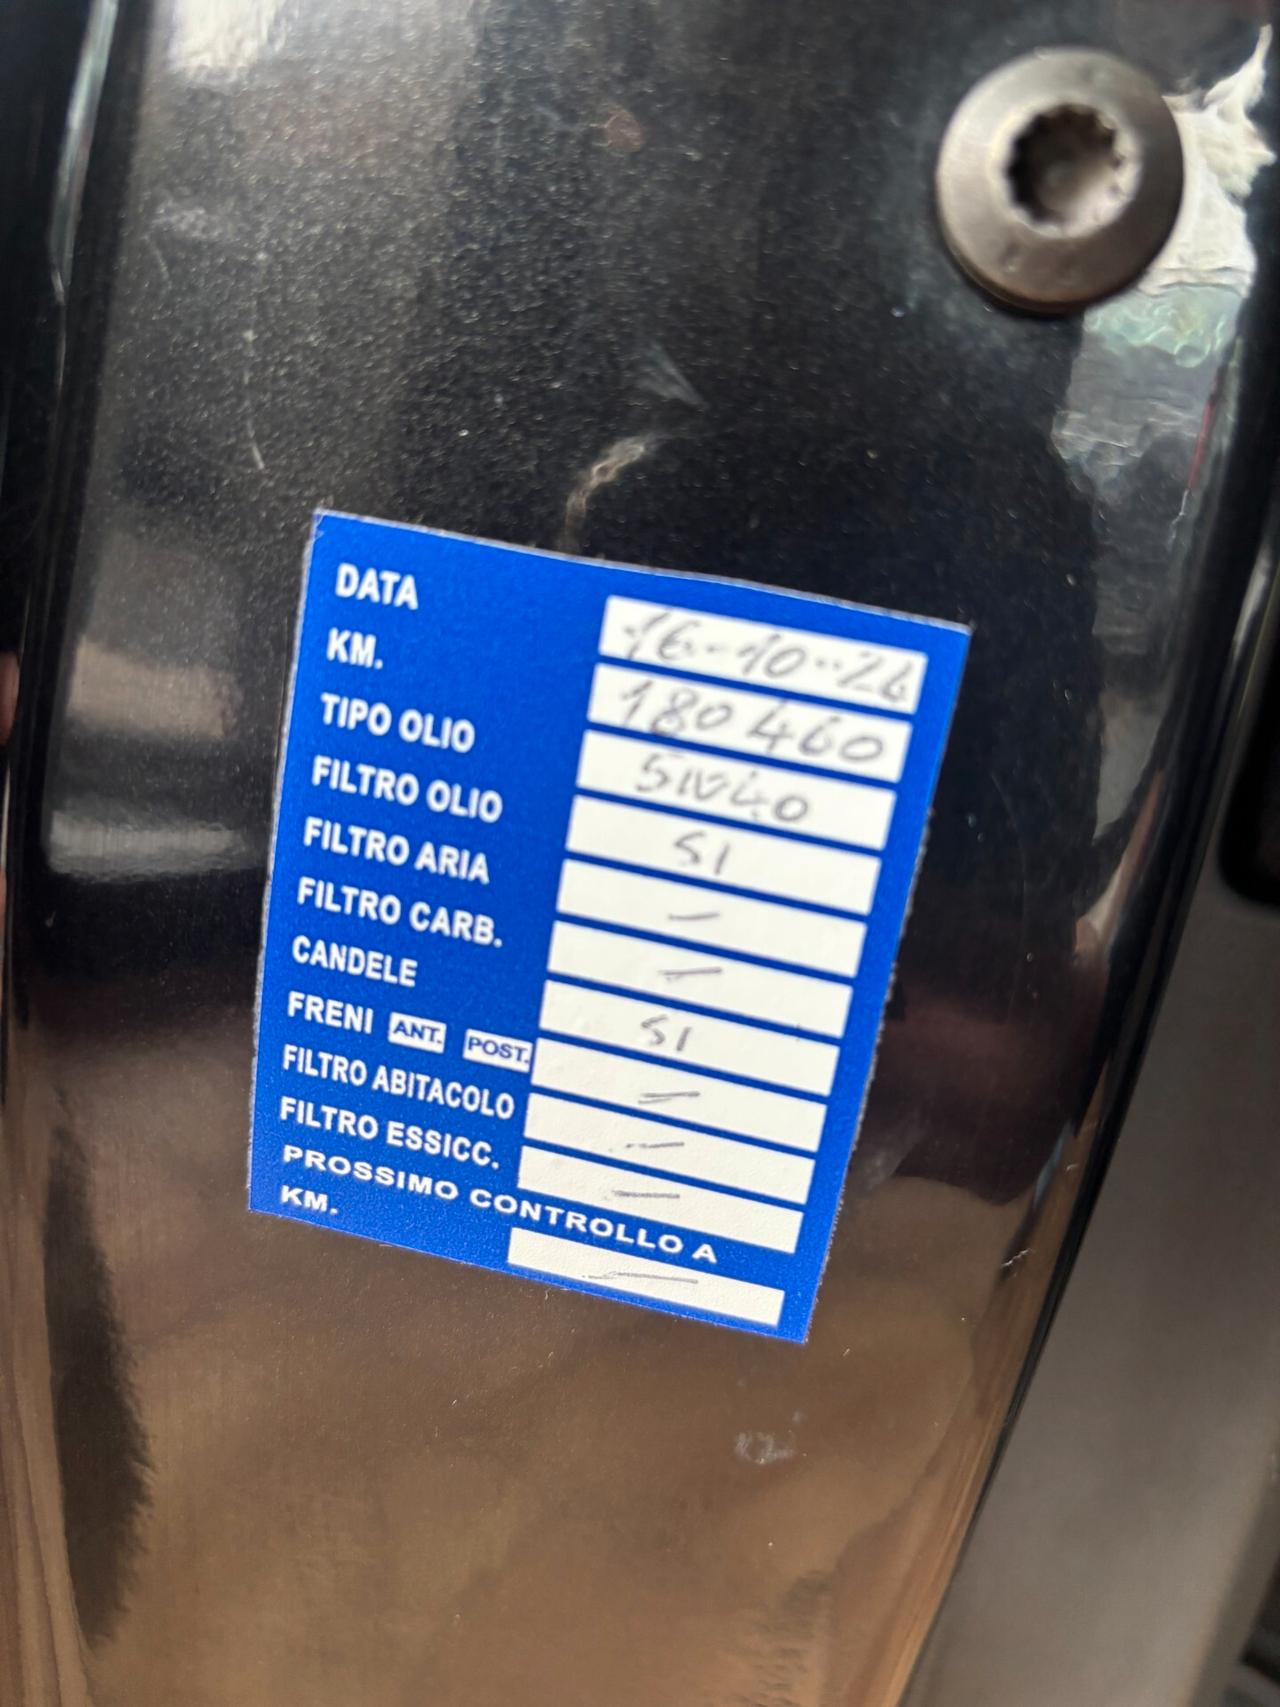 DATA 16-10-24
KM. 180460
TIPO OLIO 5W40
FILTRO OLIO SI
FILTRO ARIA –
FILTRO CARB. –
CANDELE SI
FRENI ANT. POST. –
FILTRO ABITACOLO –
FILTRO ESSICC. –
PROSSIMO CONTROLLO A
KM. –